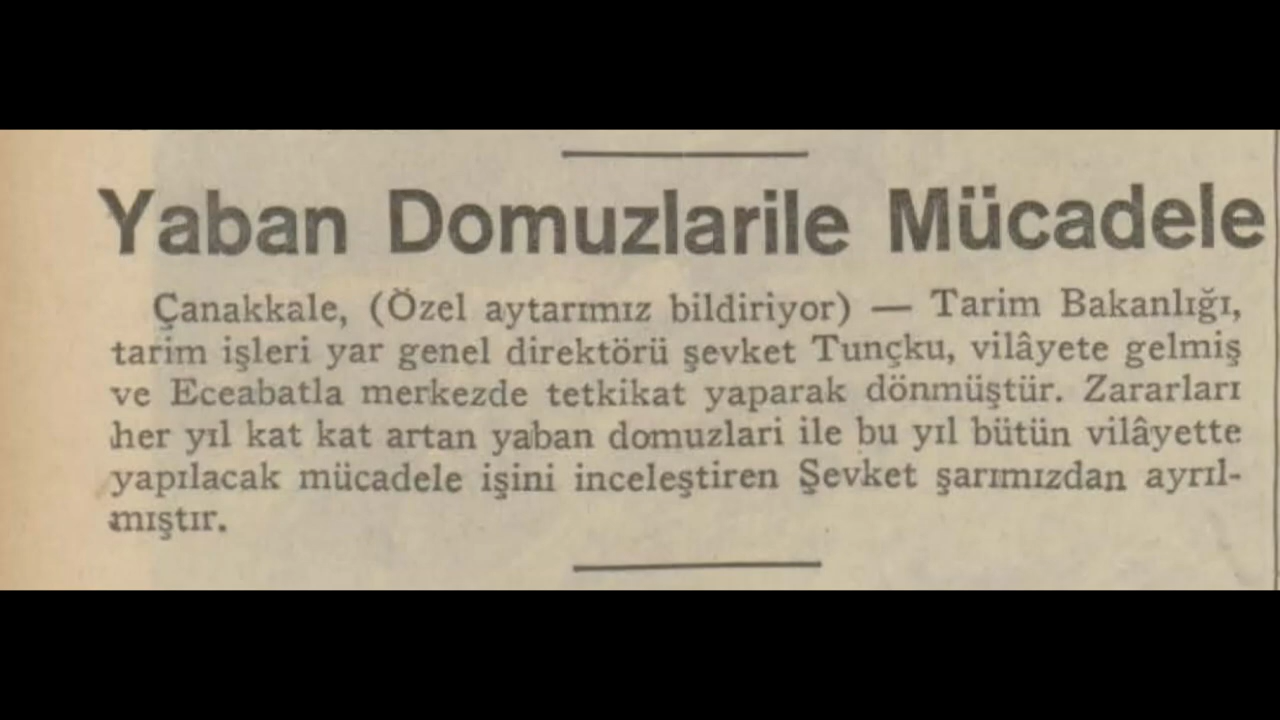 Yaban Domuzlarile Mücadele
Çanakkale, (Özel aytarımız bildiriyor) — Tarim Bakanlığı,
tarim işleri yar genel direktörü şevket Tunçku, vilâyete gelmiş
ve Eceabatla merkezde tetkikat yaparak dönmüştür. Zararları
her yıl kat kat artan yaban domuzlari ile bu yıl bütün vilâyette
yapılacak mücadele işini inceleştiren Şevket şarımızdan ayrıl-
mıştır.